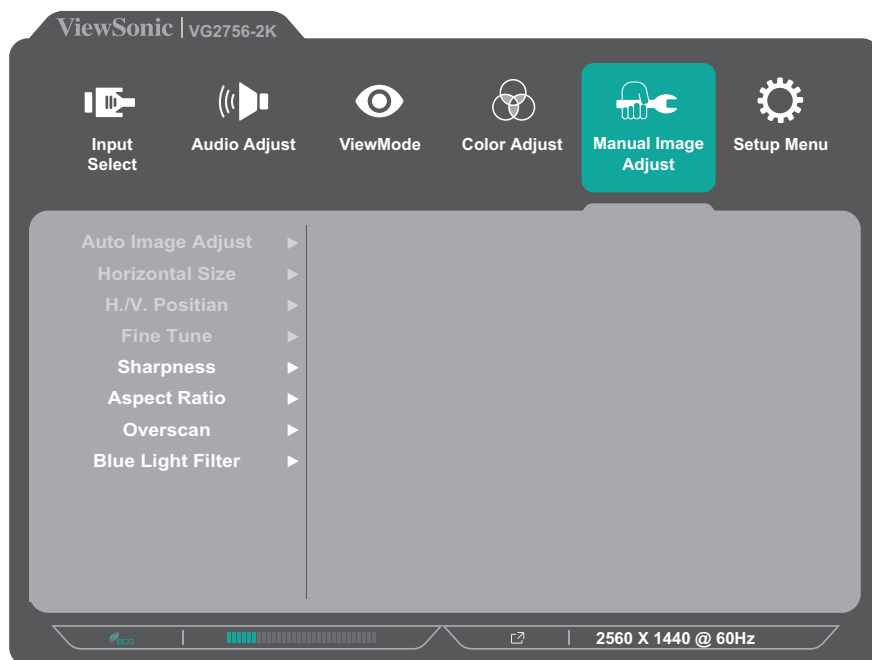 ViewSonic VG2756-2K
Input Select
Audio Adjust
ViewMode
Color Adjust
Manual Image Adjust
Setup Menu
Auto Image Adjust
Horizontal Size
H./V. Positian
Fine Tune
Sharpness
Aspect Ratio
Overscan
Blue Light Filter
eco
2560 X 1440 @ 60Hz